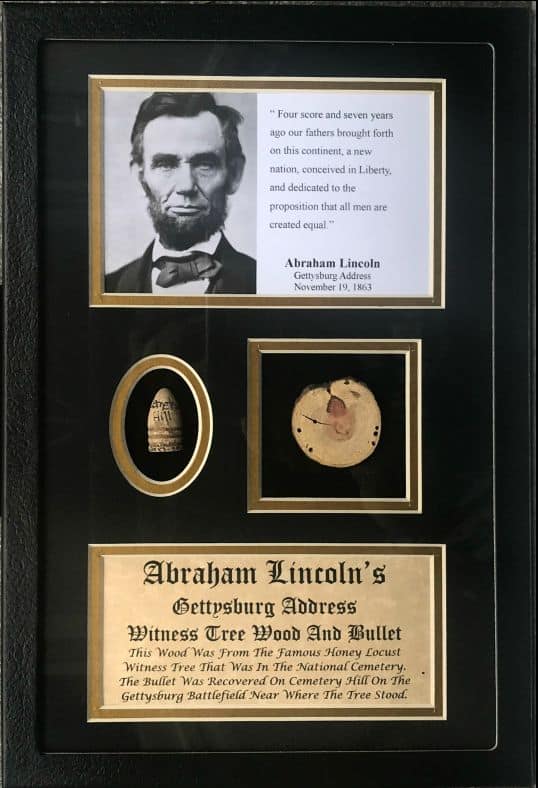 “ Four score and seven years
ago our fathers brought forth
on this continent, a new
nation, conceived in Liberty,
and dedicated to the
proposition that all men are
created equal.”
Abraham Lincoln
Gettysburg Address
November 19, 1863
Hill
Abraham Lincoln's
Gettysburg Address
Witness Tree Wood And Bullet
This Wood Was From The Famous Honey Locust
Witness Tree That Was In The National Cemetery.
The Bullet Was Recovered On Cemetery Hill On The
Gettysburg Battlefield Near Where The Tree Stood.